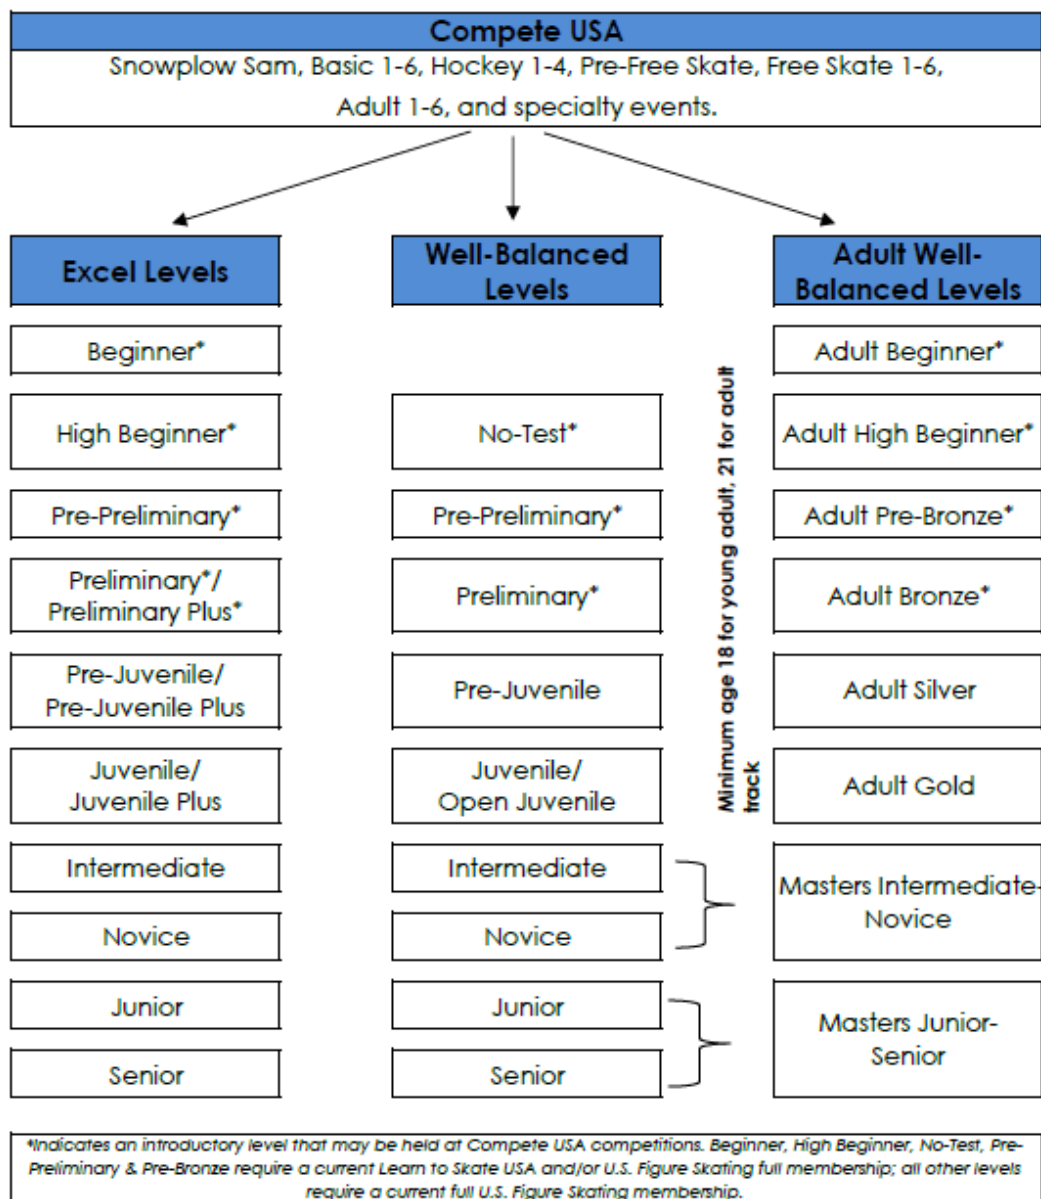 Compete USA
Snowplow Sam, Basic 1-6, Hockey 1-4, Pre-Free Skate, Free Skate 1-6,
Adult 1-6, and specialty events.
Excel Levels
Well-Balanced
Levels
Adult Well-
Balanced Levels
Beginner*
Adult Beginner*
High Beginner*
No-Test*
Adult High Beginner*
Pre-Preliminary*
Pre-Preliminary*
Adult Pre-Bronze*
Preliminary*/
Preliminary Plus*
Preliminary*
Adult Bronze*
Pre-Juvenile/
Pre-Juvenile Plus
Pre-Juvenile
Adult Silver
Juvenile/
Juvenile Plus
Juvenile/
Open Juvenile
Adult Gold
Minimum age 18 for young adult, 21 for adult
track
Intermediate
Intermediate
Masters Intermediate-
Novice
Novice
Novice
Junior
Junior
Masters Junior-
Senior
Senior
Senior
*Indicates an introductory level that may be held at Compete USA competitions. Beginner, High Beginner, No-Test, Pre-
Preliminary & Pre-Bronze require a current Learn to Skate USA and/or U.S. Figure Skating full membership; all other levels
require a current full U.S. Figure Skating membership.